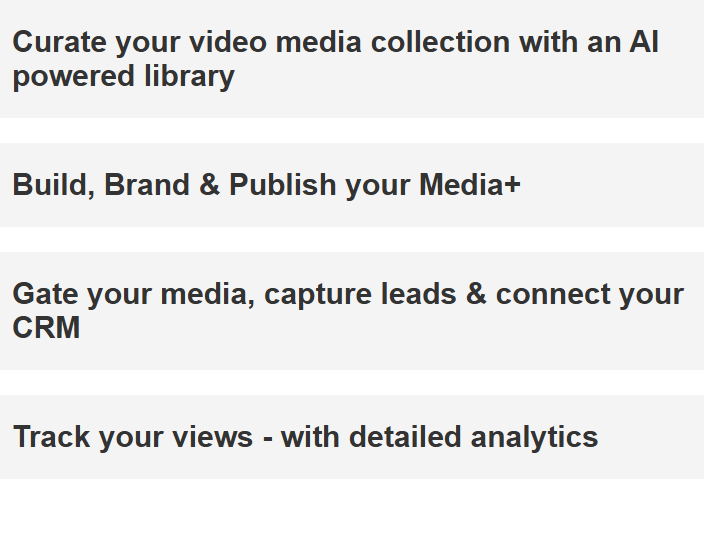 Curate your video media collection with an AI
powered library
Build, Brand & Publish your Media+
Gate your media, capture leads & connect your
CRM
Track your views - with detailed analytics